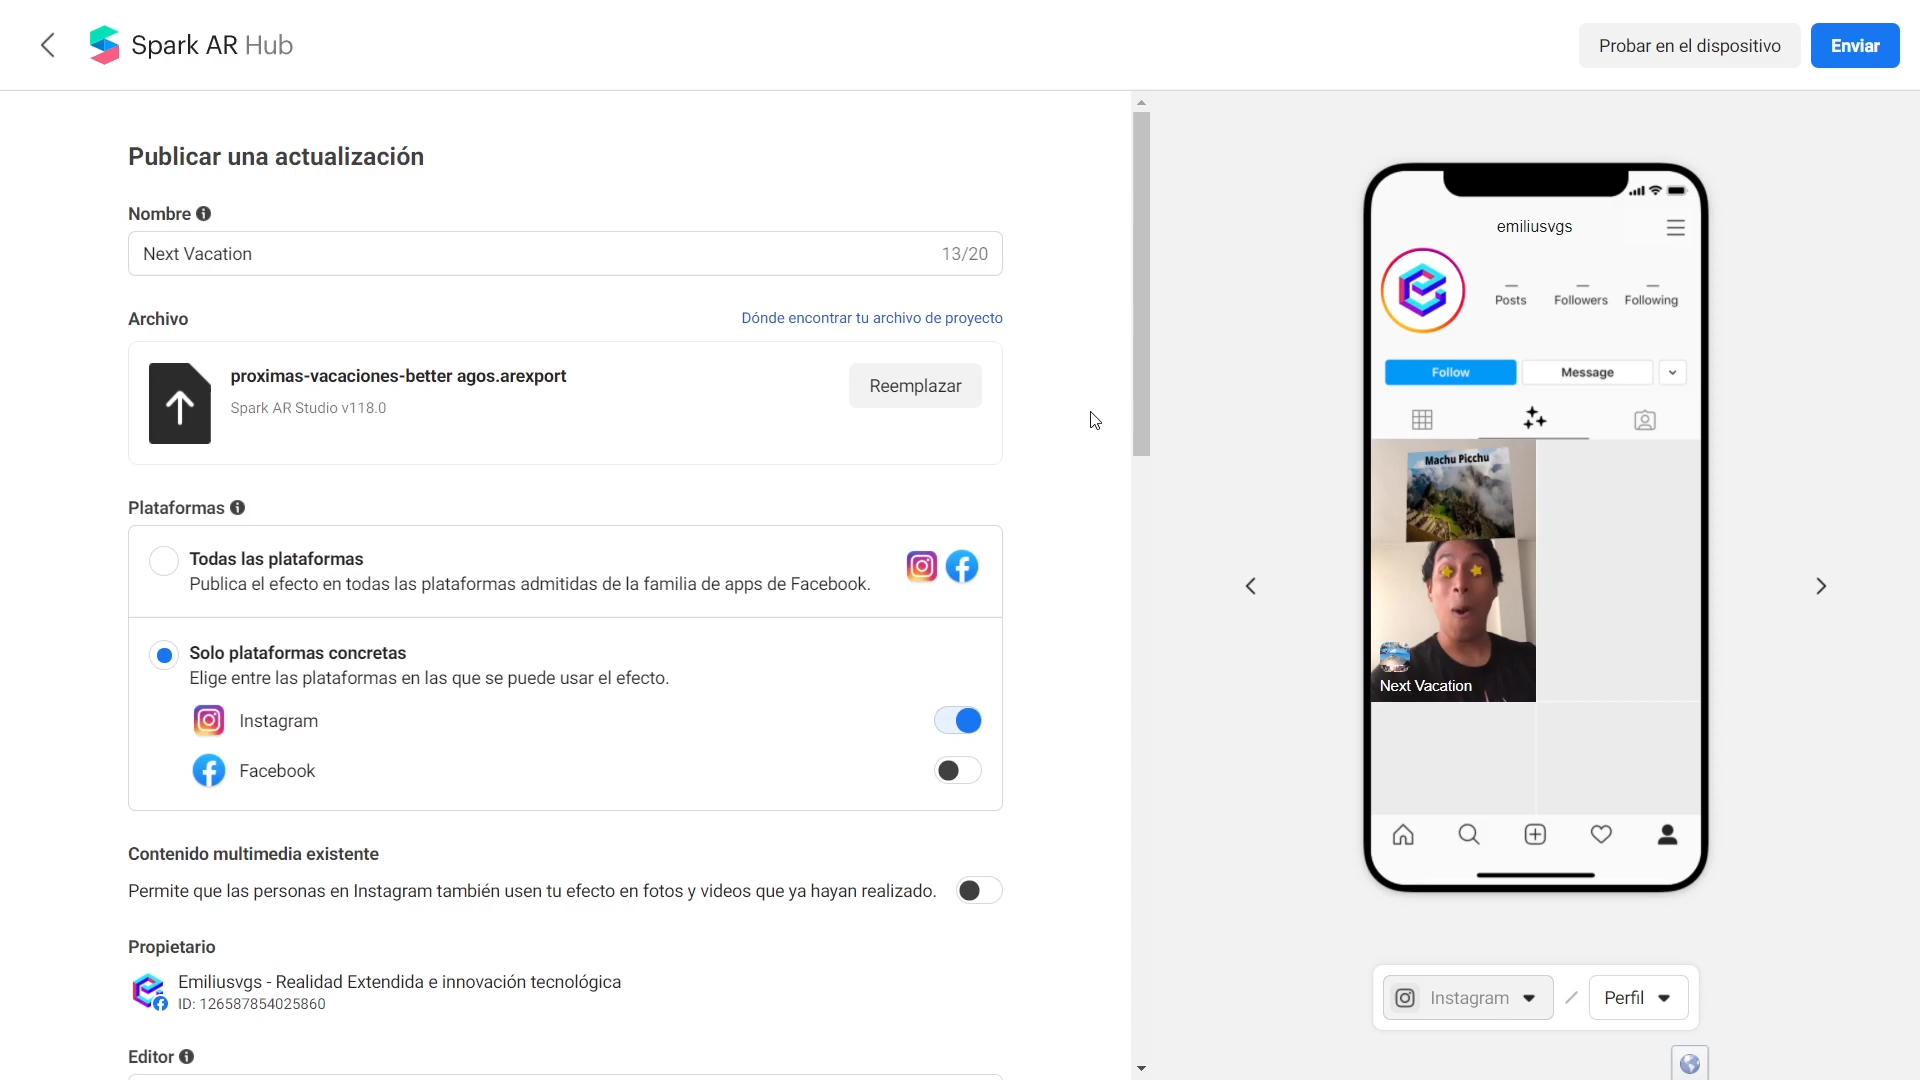 Spark AR Hub
Probar en el dispositivo
Enviar
Publicar una actualización
Nombre
Next Vacation
13/20
Archivo
Dónde encontrar tu archivo de proyecto
proximas-vacaciones-better agos.arexport
Spark AR Studio v118.0
Reemplazar
Plataformas
Todas las plataformas
Publica el efecto en todas las plataformas admitidas de la familia de apps de Facebook.
Solo plataformas concretas
Elige entre las plataformas en las que se puede usar el efecto.
Instagram
Facebook
Contenido multimedia existente
Permite que las personas en Instagram también usen tu efecto en fotos y videos que ya hayan realizado.
Propietario
Emiliusvgs - Realidad Extendida e innovación tecnológica
ID: 126587854025860
Editor
emiliusvgs
Posts
Followers
Following
Follow
Message
Machu Picchu
Next Vacation
Instagram
Perfil